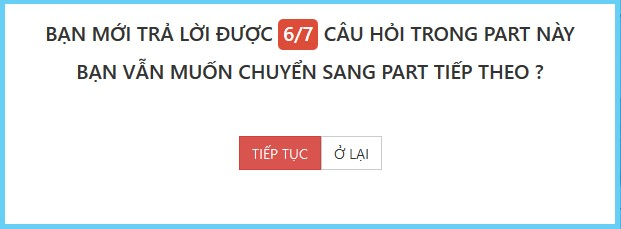 BẠN MỚI TRẢ LỜI ĐƯỢC 6/7 CÂU HỎI TRONG PART NÀY
BẠN VẪN MUỐN CHUYỂN SANG PART TIẾP THEO ?
TIẾP TỤC Ở LẠI